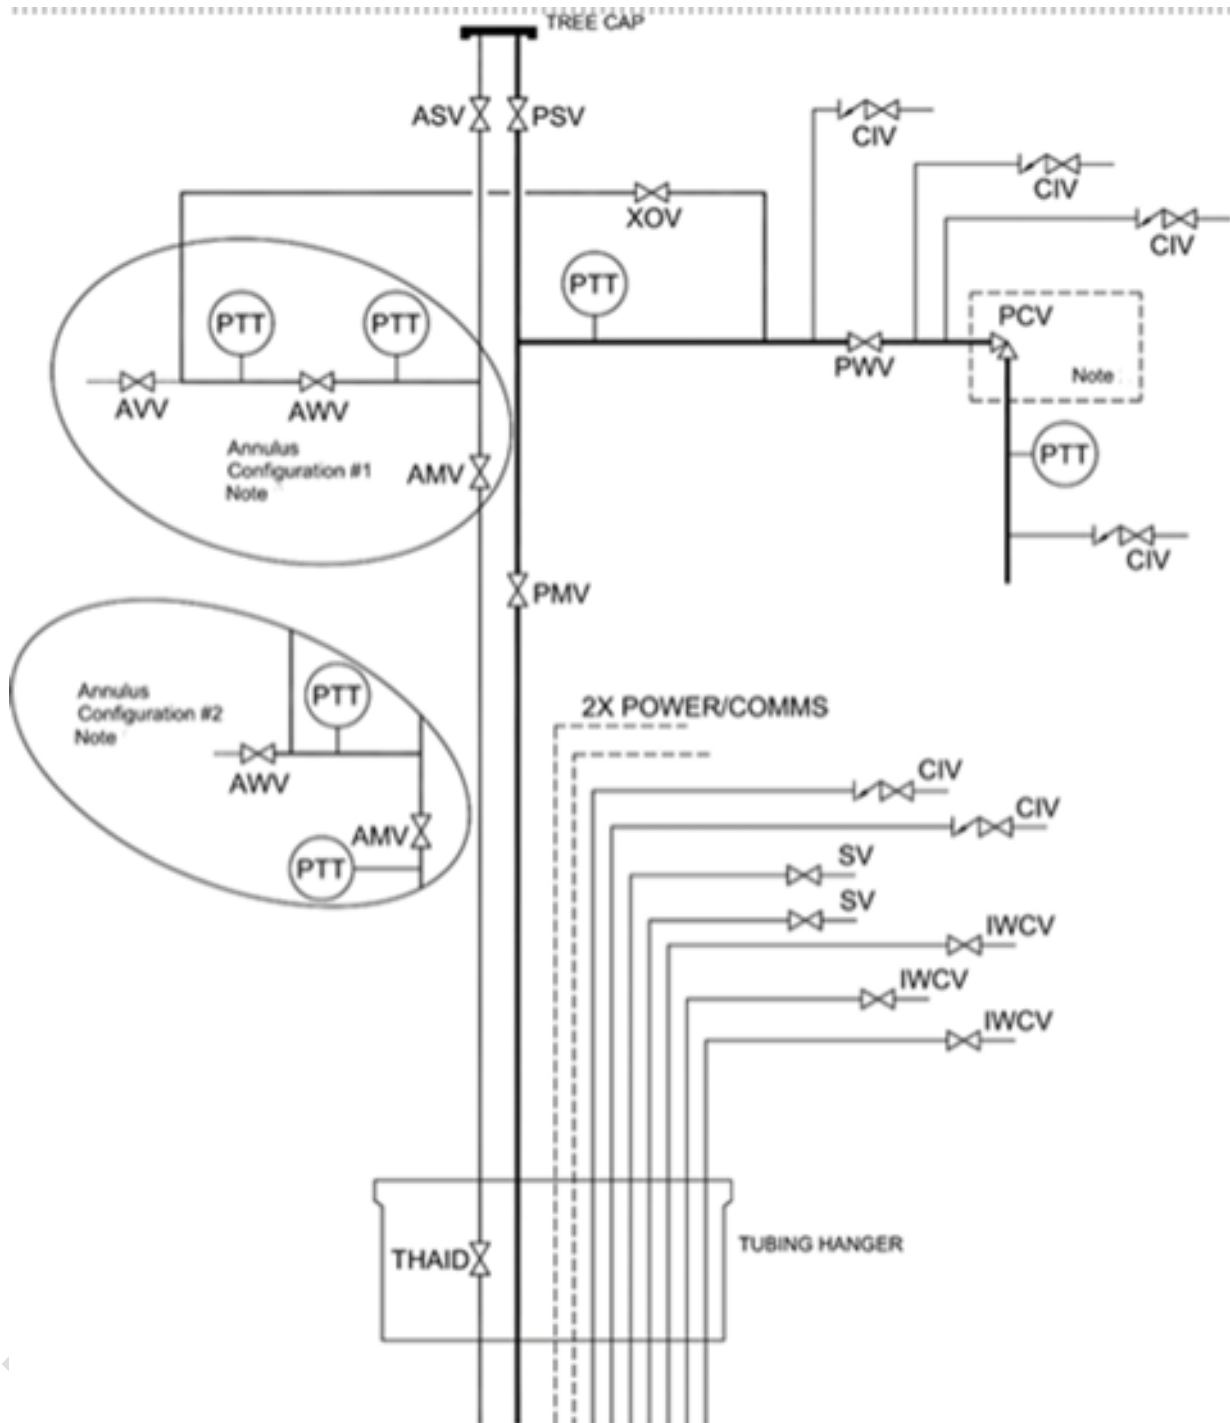 TREE CAP
ASV
PSV
CIV
CIV
CIV
XOV
PTT
PTT
PTT
PCV
Note
PWV
AVV
AWV
Annulus
Configuration #1
Note
AMV
PTT
CIV
PMV
Annulus
Configuration #2
Note
PTT
AWV
AMV
PTT
2X POWER/COMMS
CIV
CIV
SV
SV
IWCV
IWCV
IWCV
THAID
TUBING HANGER